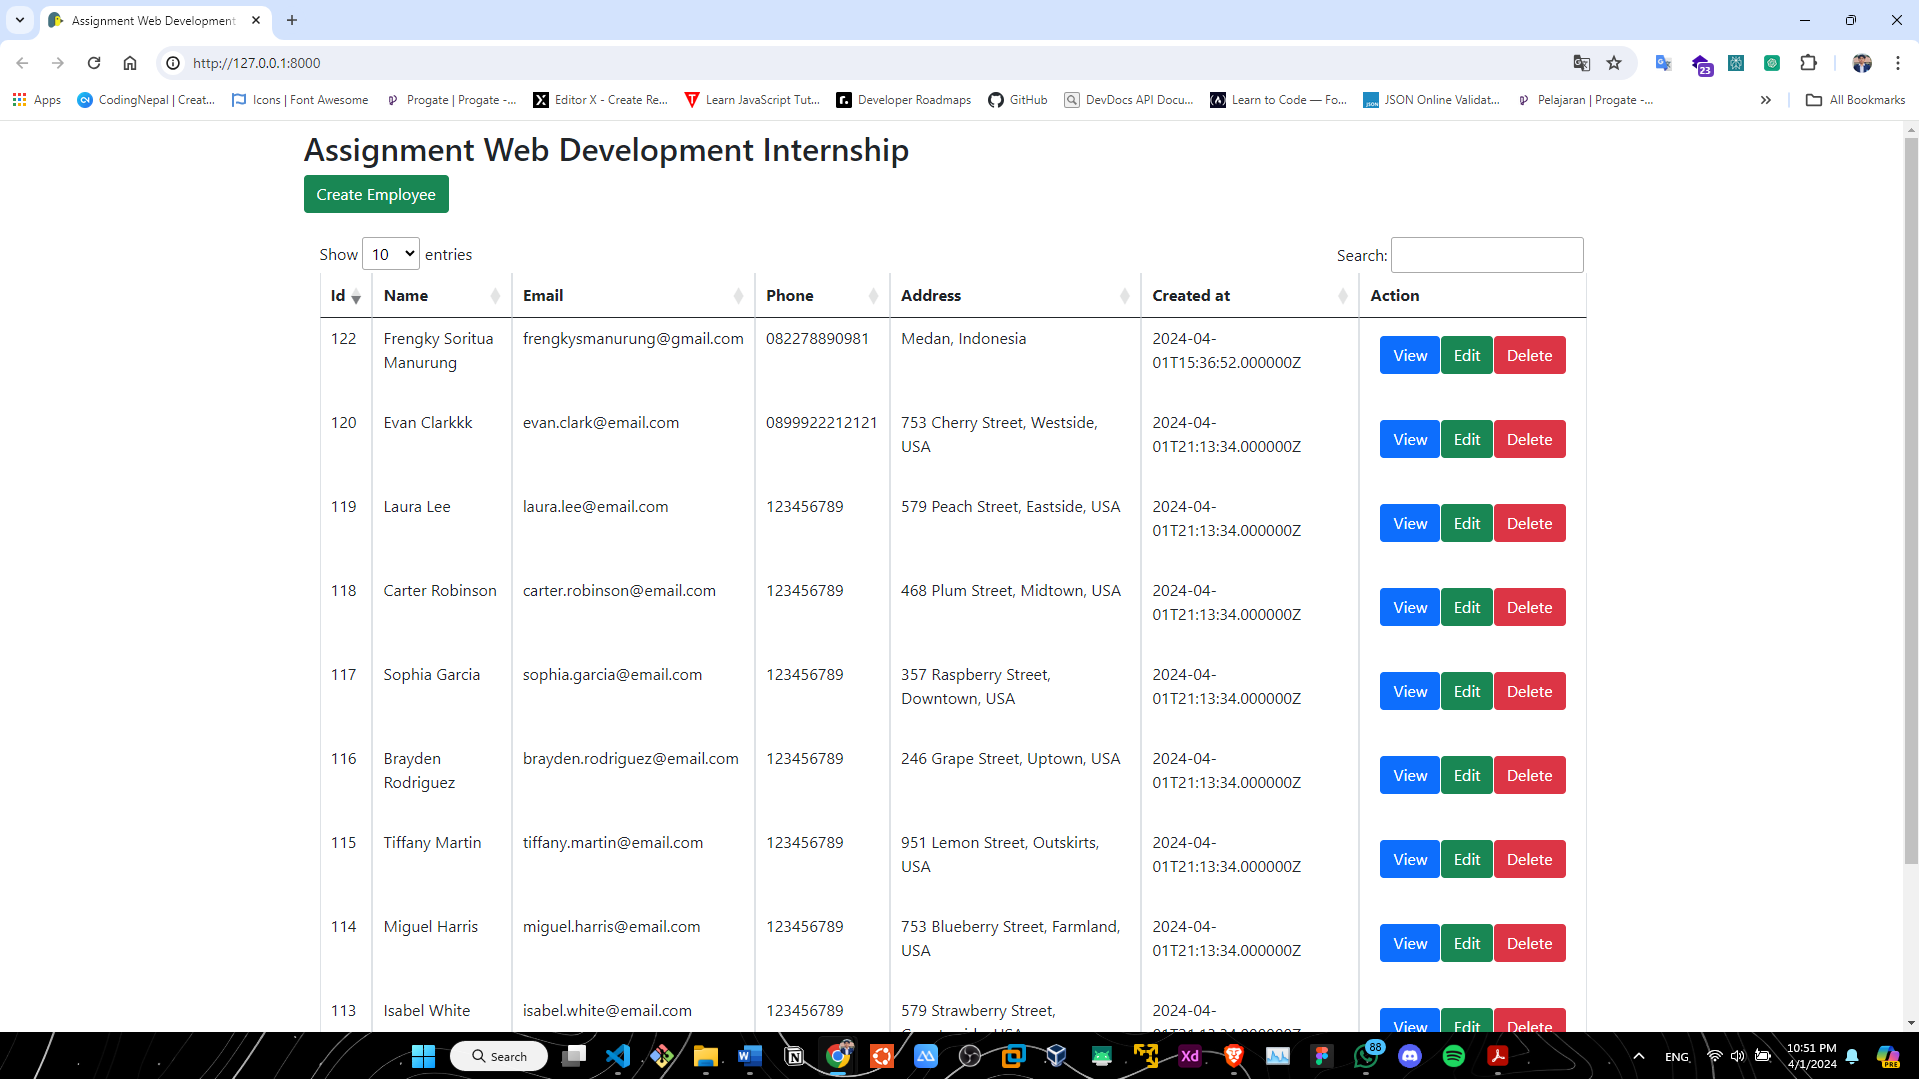 Assignment Web Development
http://127.0.0.1:8000
23
Apps
CodingNepal | Creat...
Icons | Font Awesome
Progate | Progate -...
Editor X - Create Re...
Learn JavaScript Tut...
Developer Roadmaps
GitHub
DevDocs API Docu...
Learn to Code — Fo...
JSON Online Validat...
Pelajaran | Progate -...
All Bookmarks
Assignment Web Development Internship
Create Employee
Show 10 entries
Search:
Id Name Email Phone Address Created at Action
122 Frengky Soritua frengkysmanurung@gmail.com 082278890981 Medan, Indonesia 2024-04-
Manurung 01T15:36:52.000000Z View Edit Delete
120 Evan Clarkkk evan.clark@email.com 0899922212121 753 Cherry Street, Westside, 2024-04-
USA 01T21:13:34.000000Z View Edit Delete
119 Laura Lee laura.lee@email.com 123456789 579 Peach Street, Eastside, USA 2024-04-
01T21:13:34.000000Z View Edit Delete
118 Carter Robinson carter.robinson@email.com 123456789 468 Plum Street, Midtown, USA 2024-04-
01T21:13:34.000000Z View Edit Delete
117 Sophia Garcia sophia.garcia@email.com 123456789 357 Raspberry Street, 2024-04-
Downtown, USA 01T21:13:34.000000Z View Edit Delete
116 Brayden brayden.rodriguez@email.com 123456789 246 Grape Street, Uptown, USA 2024-04-
Rodriguez 01T21:13:34.000000Z View Edit Delete
115 Tiffany Martin tiffany.martin@email.com 123456789 951 Lemon Street, Outskirts, 2024-04-
USA 01T21:13:34.000000Z View Edit Delete
114 Miguel Harris miguel.harris@email.com 123456789 753 Blueberry Street, Farmland, 2024-04-
USA 01T21:13:34.000000Z View Edit Delete
113 Isabel White isabel.white@email.com 123456789 579 Strawberry Street, 2024-04-
View Edit Delete
Search
88
ENG
10:51 PM
4/1/2024